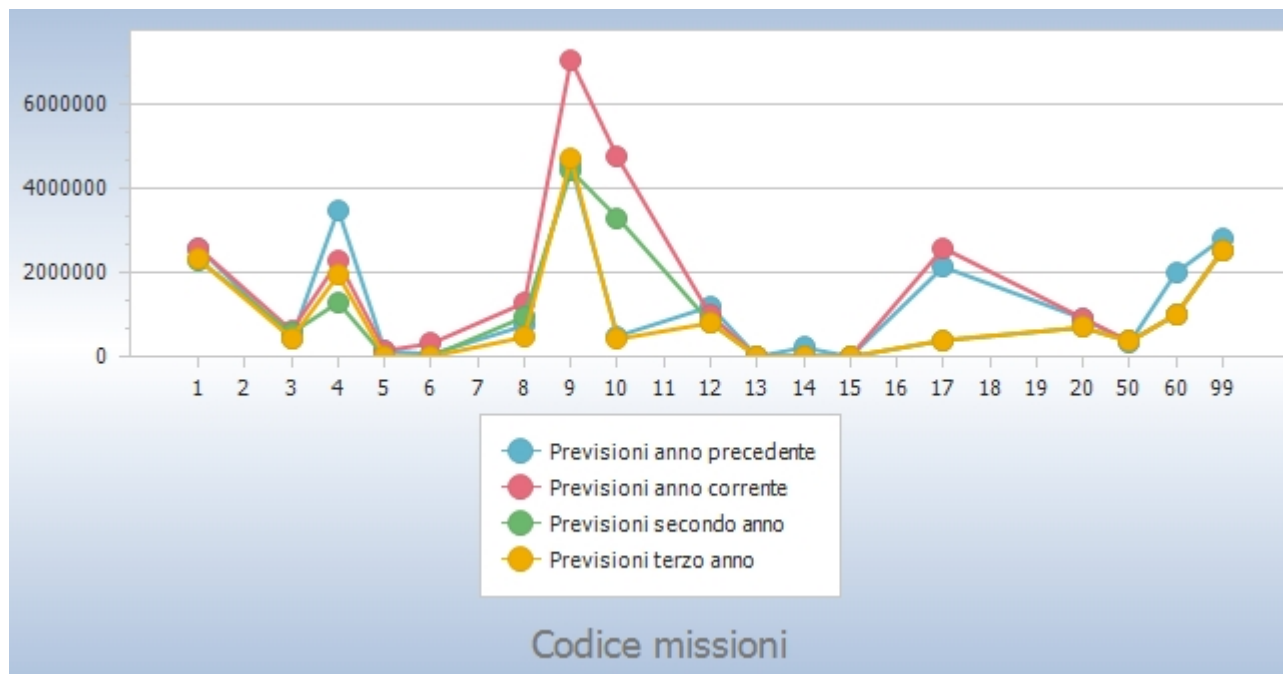 6000000
4000000
2000000
0
1 2 3 4 5 6 7 8 9 10 11 12 13 14 15 16 17 18 19 20 50 60 99
Previsioni anno precedente
Previsioni anno corrente
Previsioni secondo anno
Previsioni terzo anno
Codice missioni